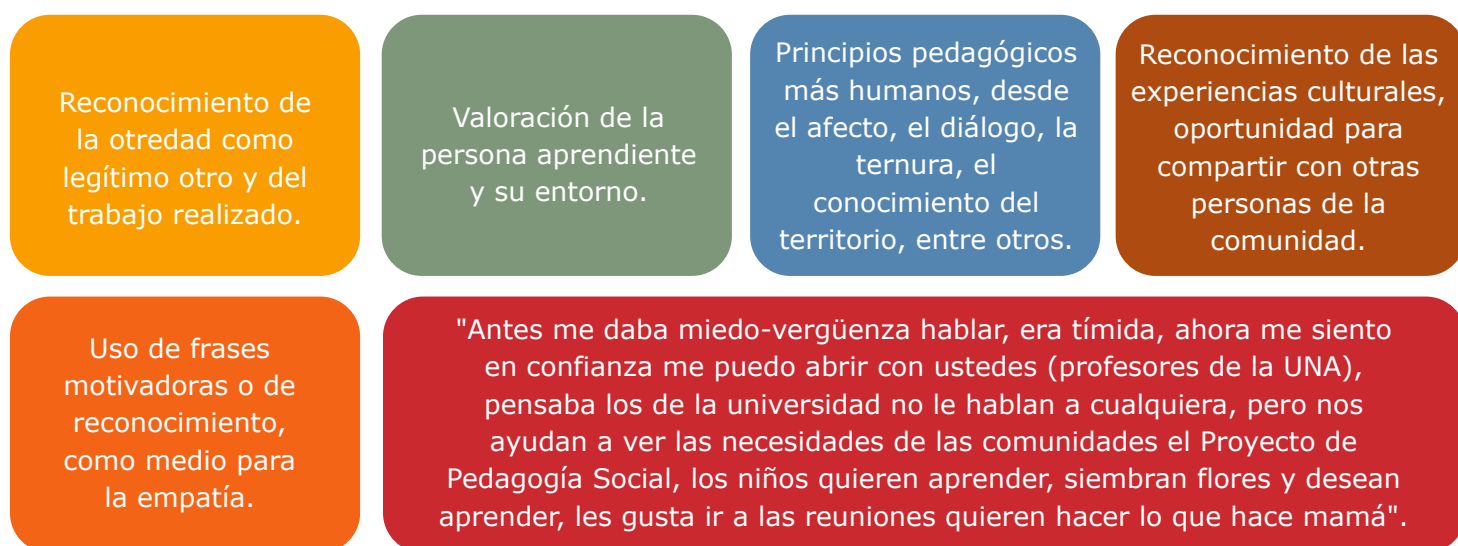 Reconocimiento de
la otredad como
legítimo otro y del
trabajo realizado.
Valoración de la
persona aprendiente
y su entorno.
Principios pedagógicos
más humanos, desde
el afecto, el diálogo, la
ternura, el
conocimiento del
territorio, entre otros.
Reconocimiento de las
experiencias culturales,
oportunidad para
compartir con otras
personas de la
comunidad.
Uso de frases
motivadoras o de
reconocimiento,
como medio para
la empatía.
"Antes me daba miedo-vergüenza hablar, era tímida, ahora me siento
en confianza me puedo abrir con ustedes (profesores de la UNA),
pensaba los de la universidad no le hablan a cualquiera, pero nos
ayudan a ver las necesidades de las comunidades el Proyecto de
Pedagogía Social, los niños quieren aprender, siembran flores y desean
aprender, les gusta ir a las reuniones quieren hacer lo que hace mamá".